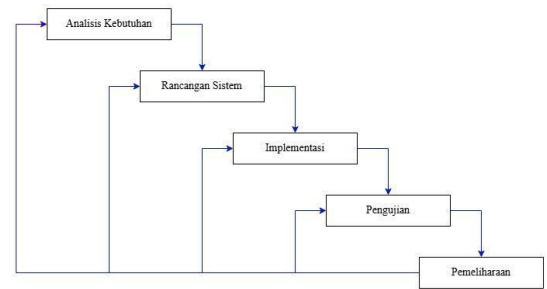 Analisis Kebutuhan
Rancangan Sistem
Implementasi
Pengujian
Pemeliharaan